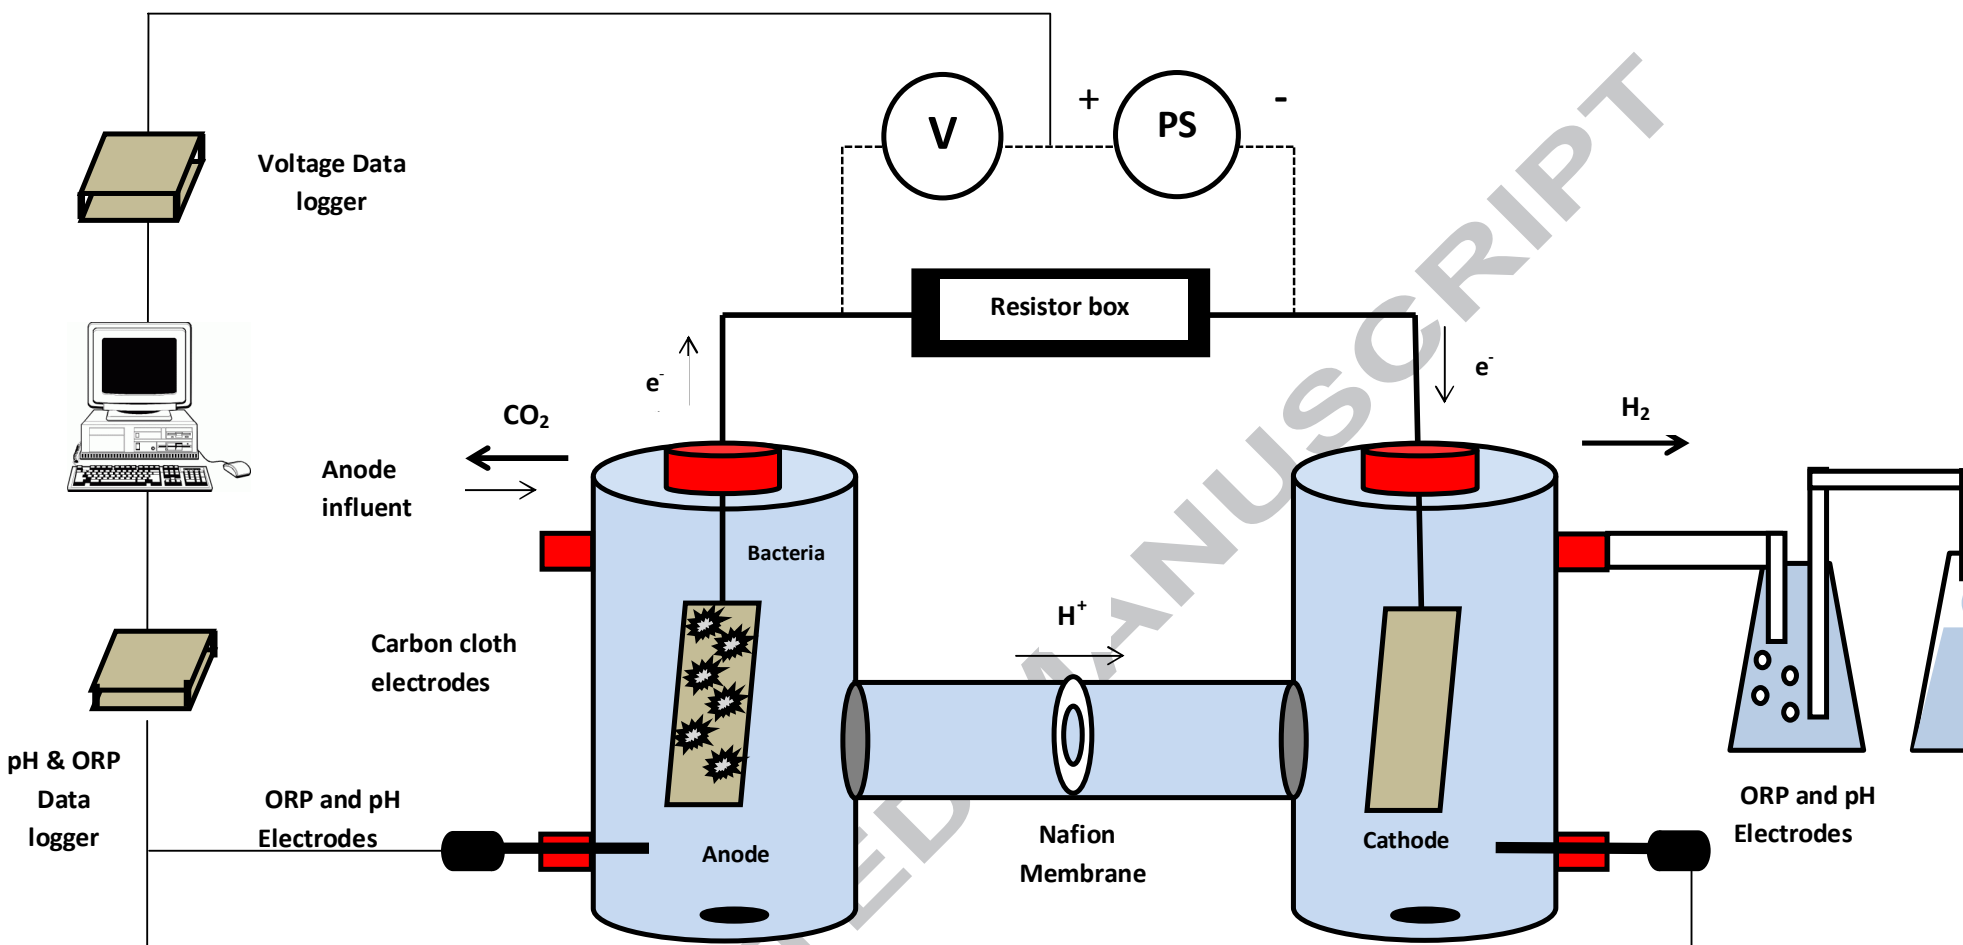 V
+
PS
-
Voltage Data
logger
Resistor box
e-
e-
CO2
H2
Anode
influent
Bacteria
H+
Carbon cloth
electrodes
pH & ORP
Data
logger
ORP and pH
Electrodes
Anode
Nafion
Membrane
Cathode
ORP and pH
Electrodes
ED MANUSCRIPT